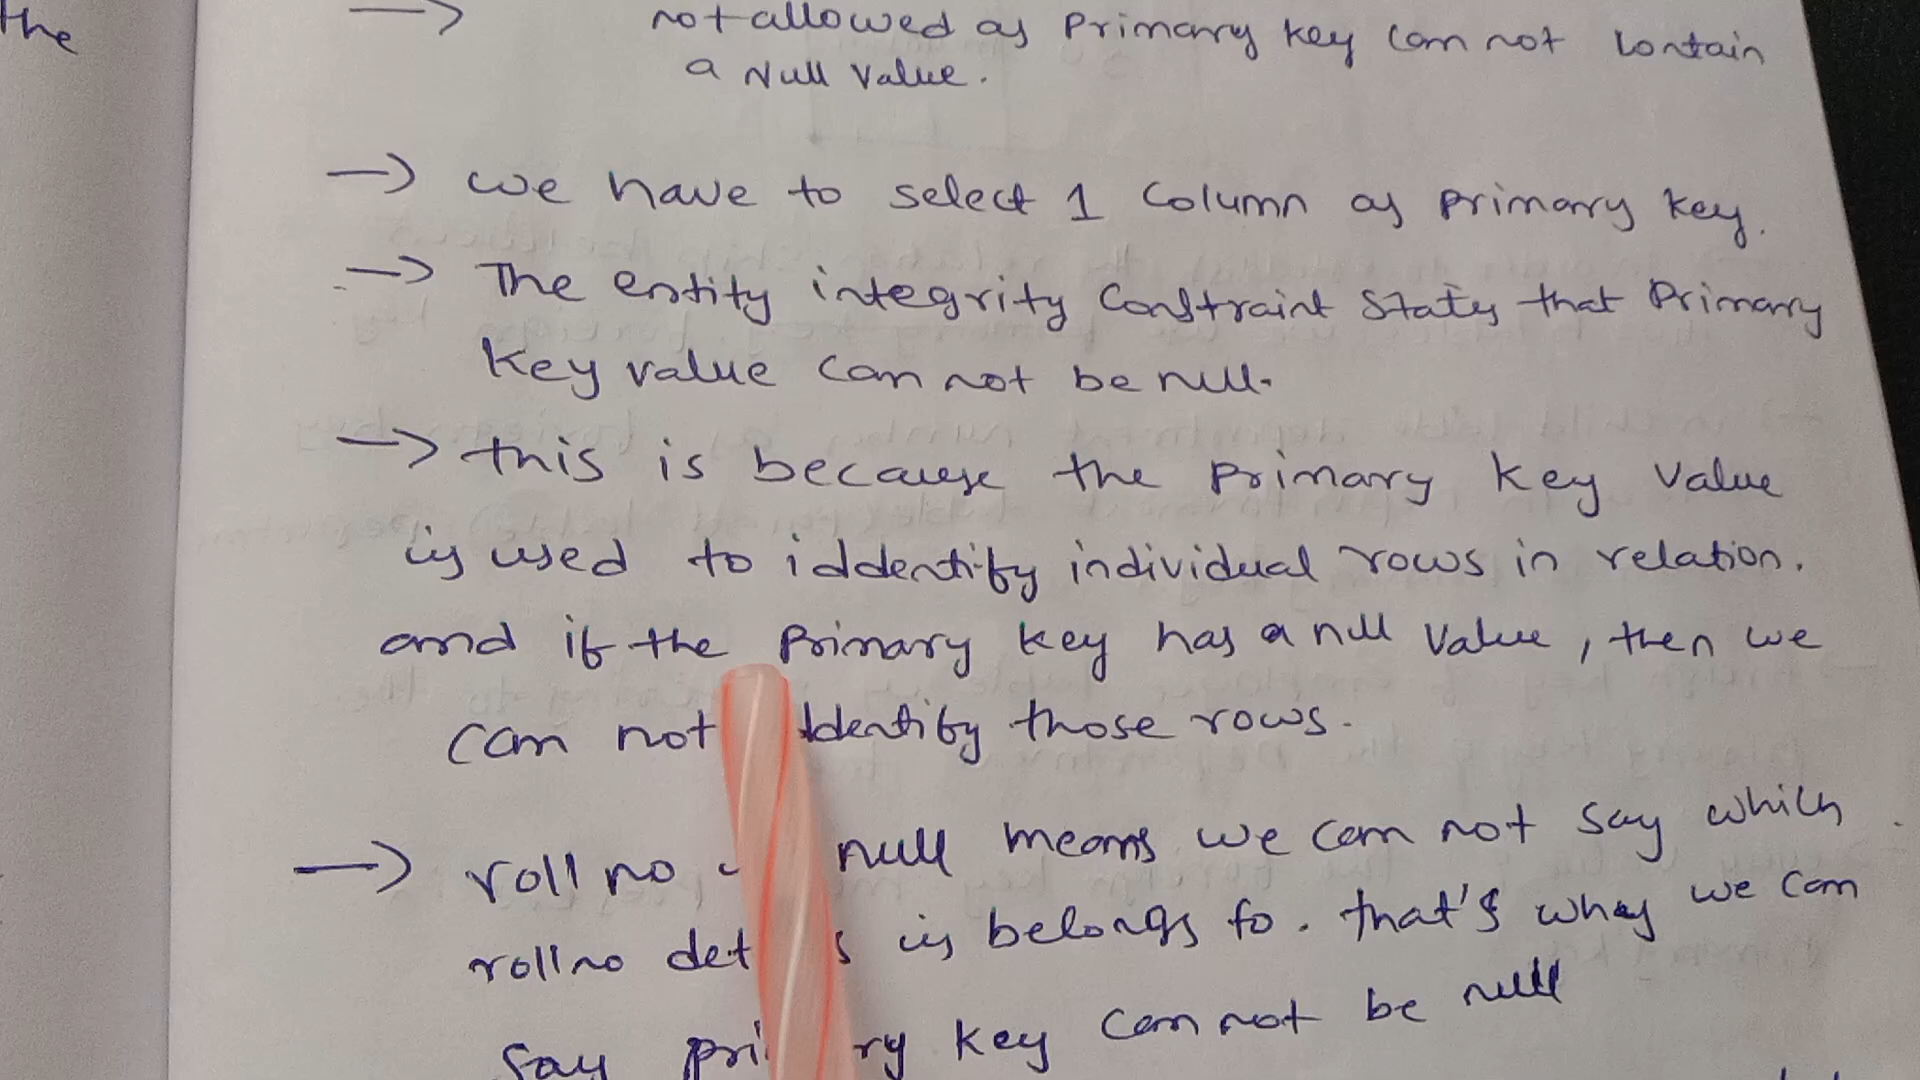 the
→ not allowed as Primary key can not contain
a Null value.
→ we have to select 1 column as primary key.
→ The entity integrity constraint states that Primary
key value can not be null.
→ this is because the primary key value
is used to iddentify individual rows in relation.
and if the primary key has a null value, then we
can not identify those rows.
→ roll no null means we can not say which
rollno is belongs to. that's whay we can
say key can not be null